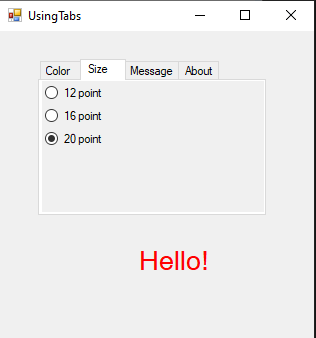 UsingTabs
Color Size Message About
12 point
16 point
20 point
Hello!